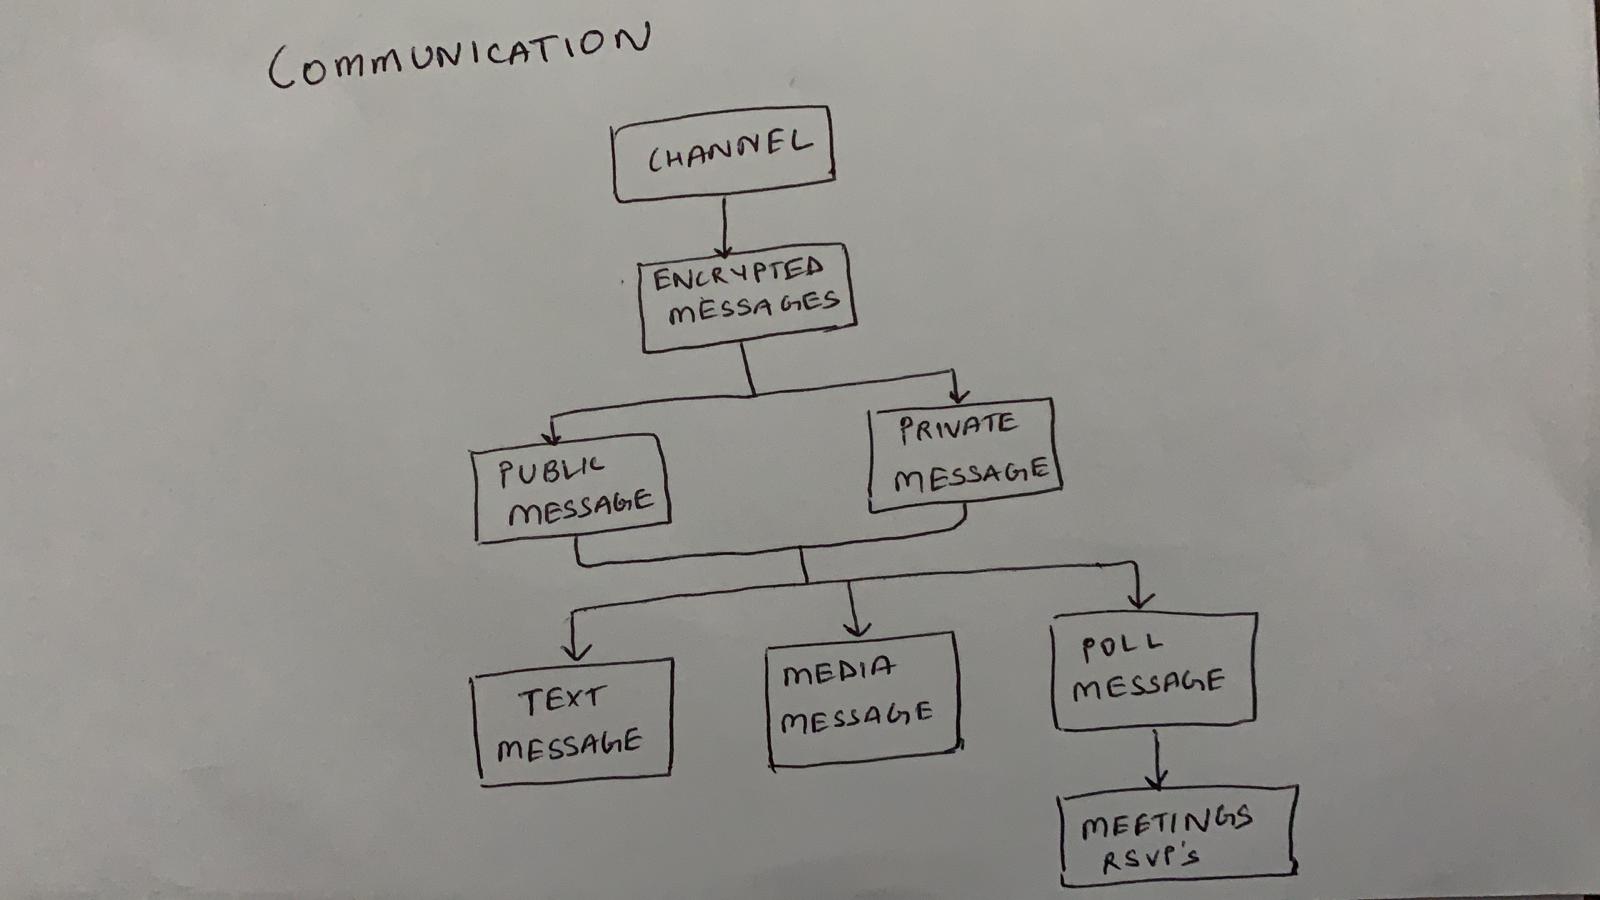 COMMUNICATION
CHANNEL
ENCRYPTED
MESSAGES
PUBLIC
MESSAGE
PRIVATE
MESSAGE
TEXT
MESSAGE
MEDIA
MESSAGE
POLL
MESSAGE
MEETINGS
RSVP's